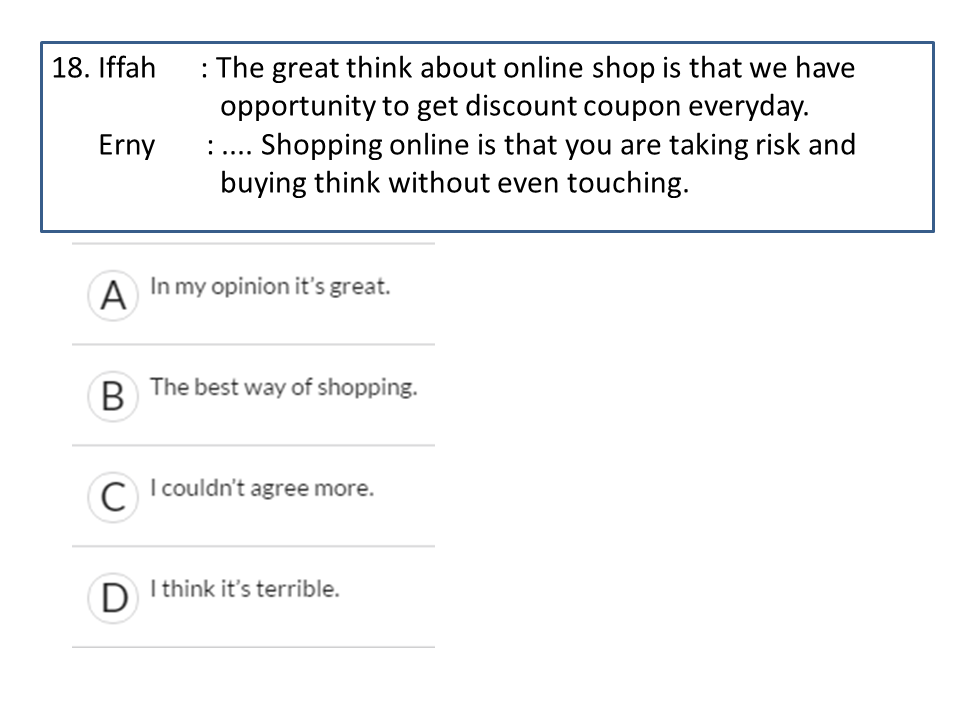 18. Iffah : The great think about online shop is that we have
opportunity to get discount coupon everyday.
Erny : .... Shopping online is that you are taking risk and
buying think without even touching.
A In my opinion it's great.
B The best way of shopping.
C I couldn't agree more.
D I think it's terrible.